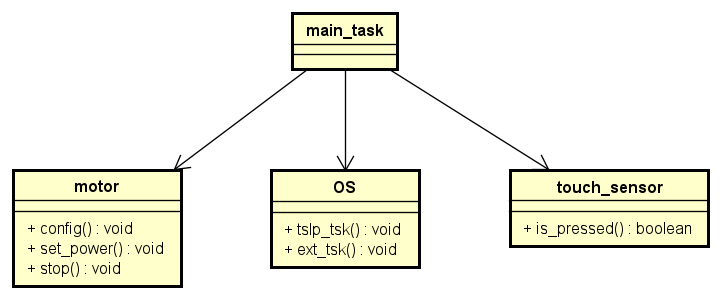 main_task
motor
+ config() : void
+ set_power() : void
+ stop() : void
OS
+ tslp_tsk() : void
+ ext_tsk() : void
touch_sensor
+ is_pressed() : boolean